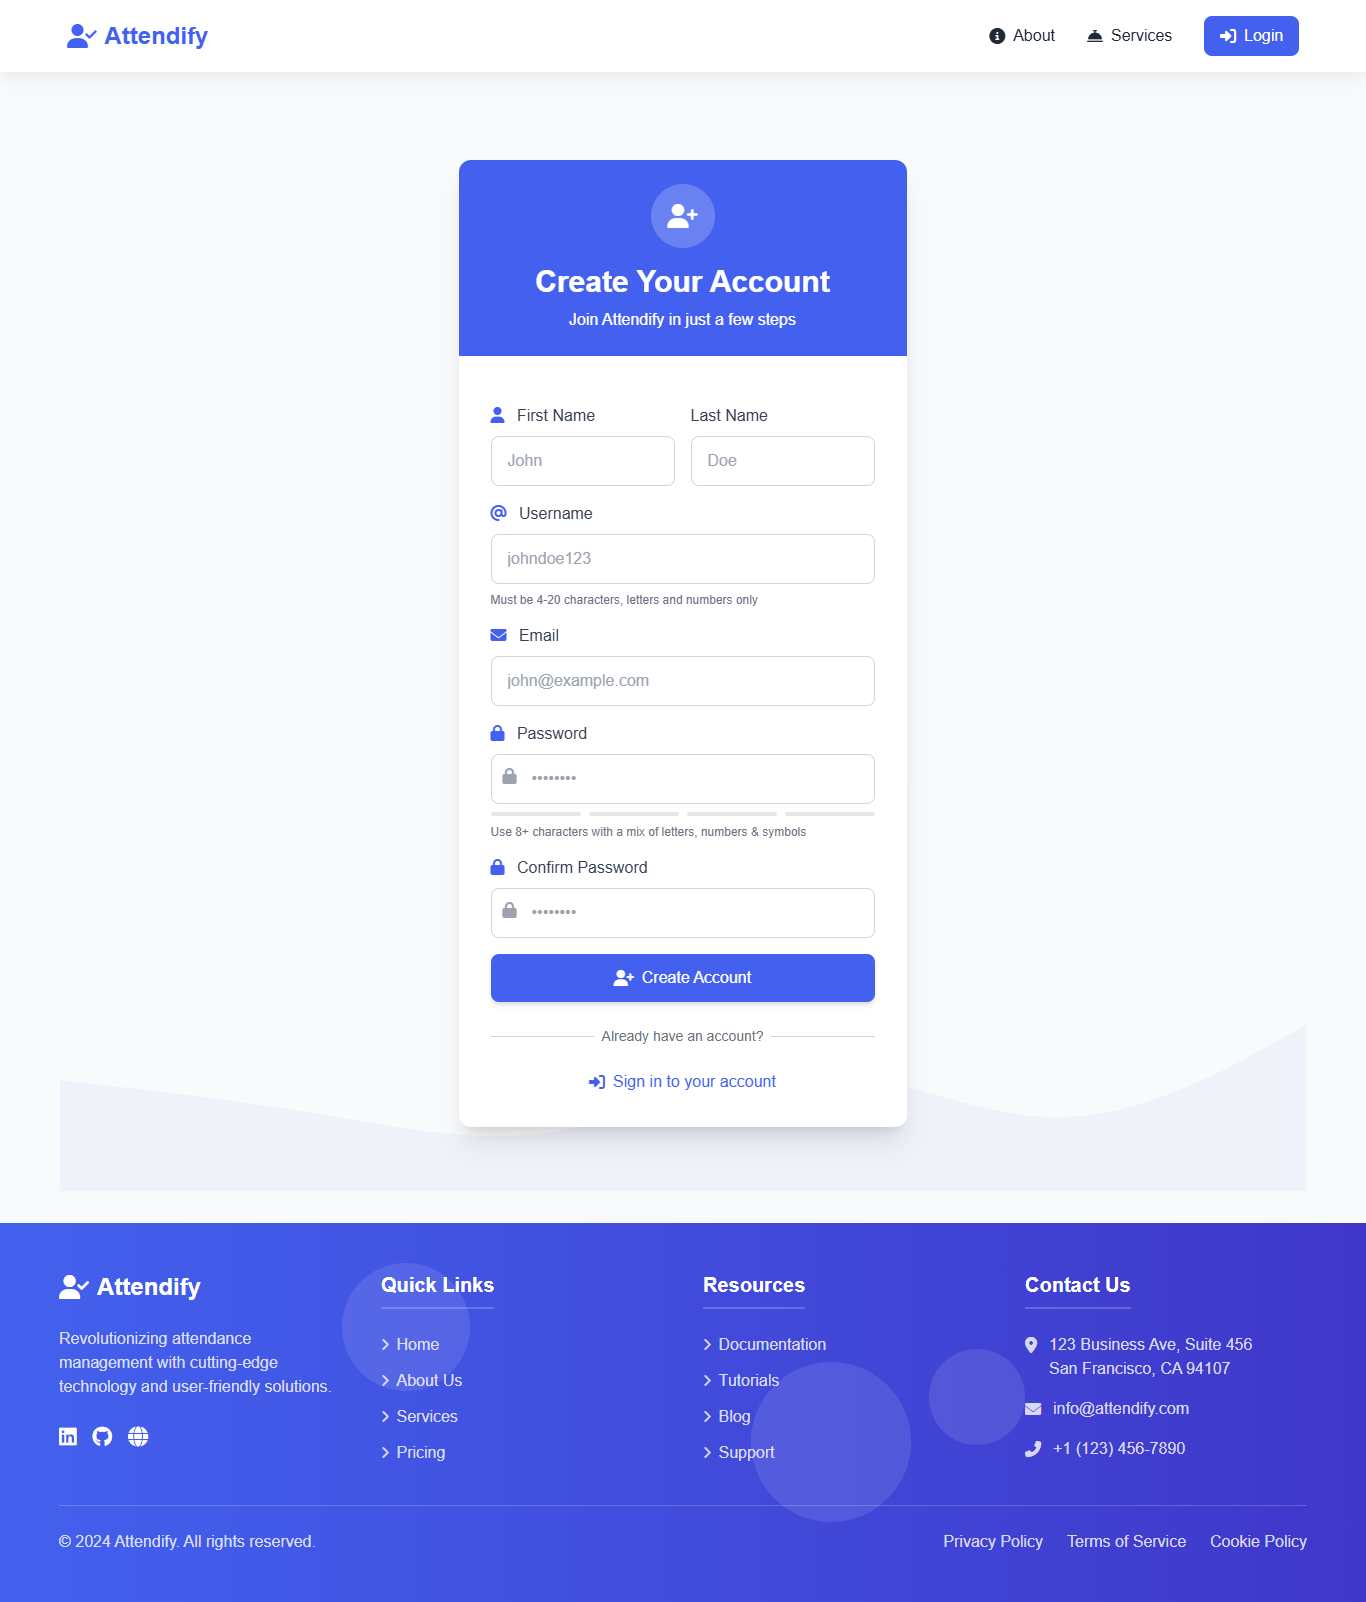 Attendify
About
Services
Login
Create Your Account
Join Attendify in just a few steps
First Name
Last Name
John
Doe
Username
johndoe123
Must be 4-20 characters, letters and numbers only
Email
john@example.com
Password
••••••••
Use 8+ characters with a mix of letters, numbers & symbols
Confirm Password
••••••••
Create Account
Already have an account?
Sign in to your account
Attendify
Revolutionizing attendance
management with cutting-edge
technology and user-friendly solutions.
Quick Links
Home
About Us
Services
Pricing
Resources
Documentation
Tutorials
Blog
Support
Contact Us
123 Business Ave, Suite 456
San Francisco, CA 94107
info@attendify.com
+1 (123) 456-7890
© 2024 Attendify. All rights reserved.
Privacy Policy
Terms of Service
Cookie Policy